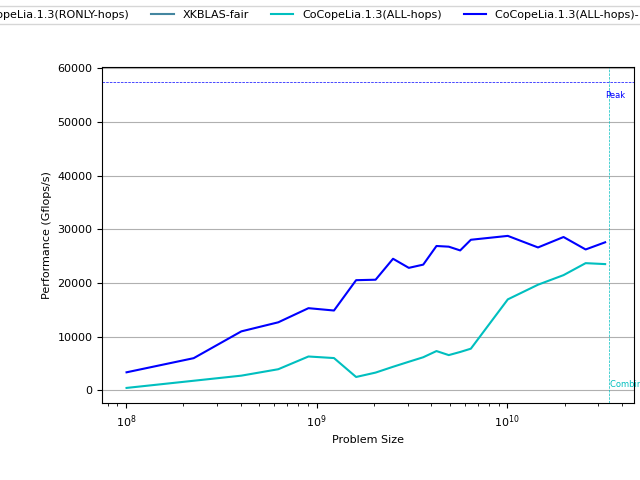 opeLia.1.3(RONLY-hops) XKBLAS-fair CoCopeLia.1.3(ALL-hops) CoCopeLia.1.3(ALL-hops)-
60000
Peak
50000
40000
30000
20000
10000
0
Combin
Performance (Gflops/s)
10^8 10^9 10^10
Problem Size